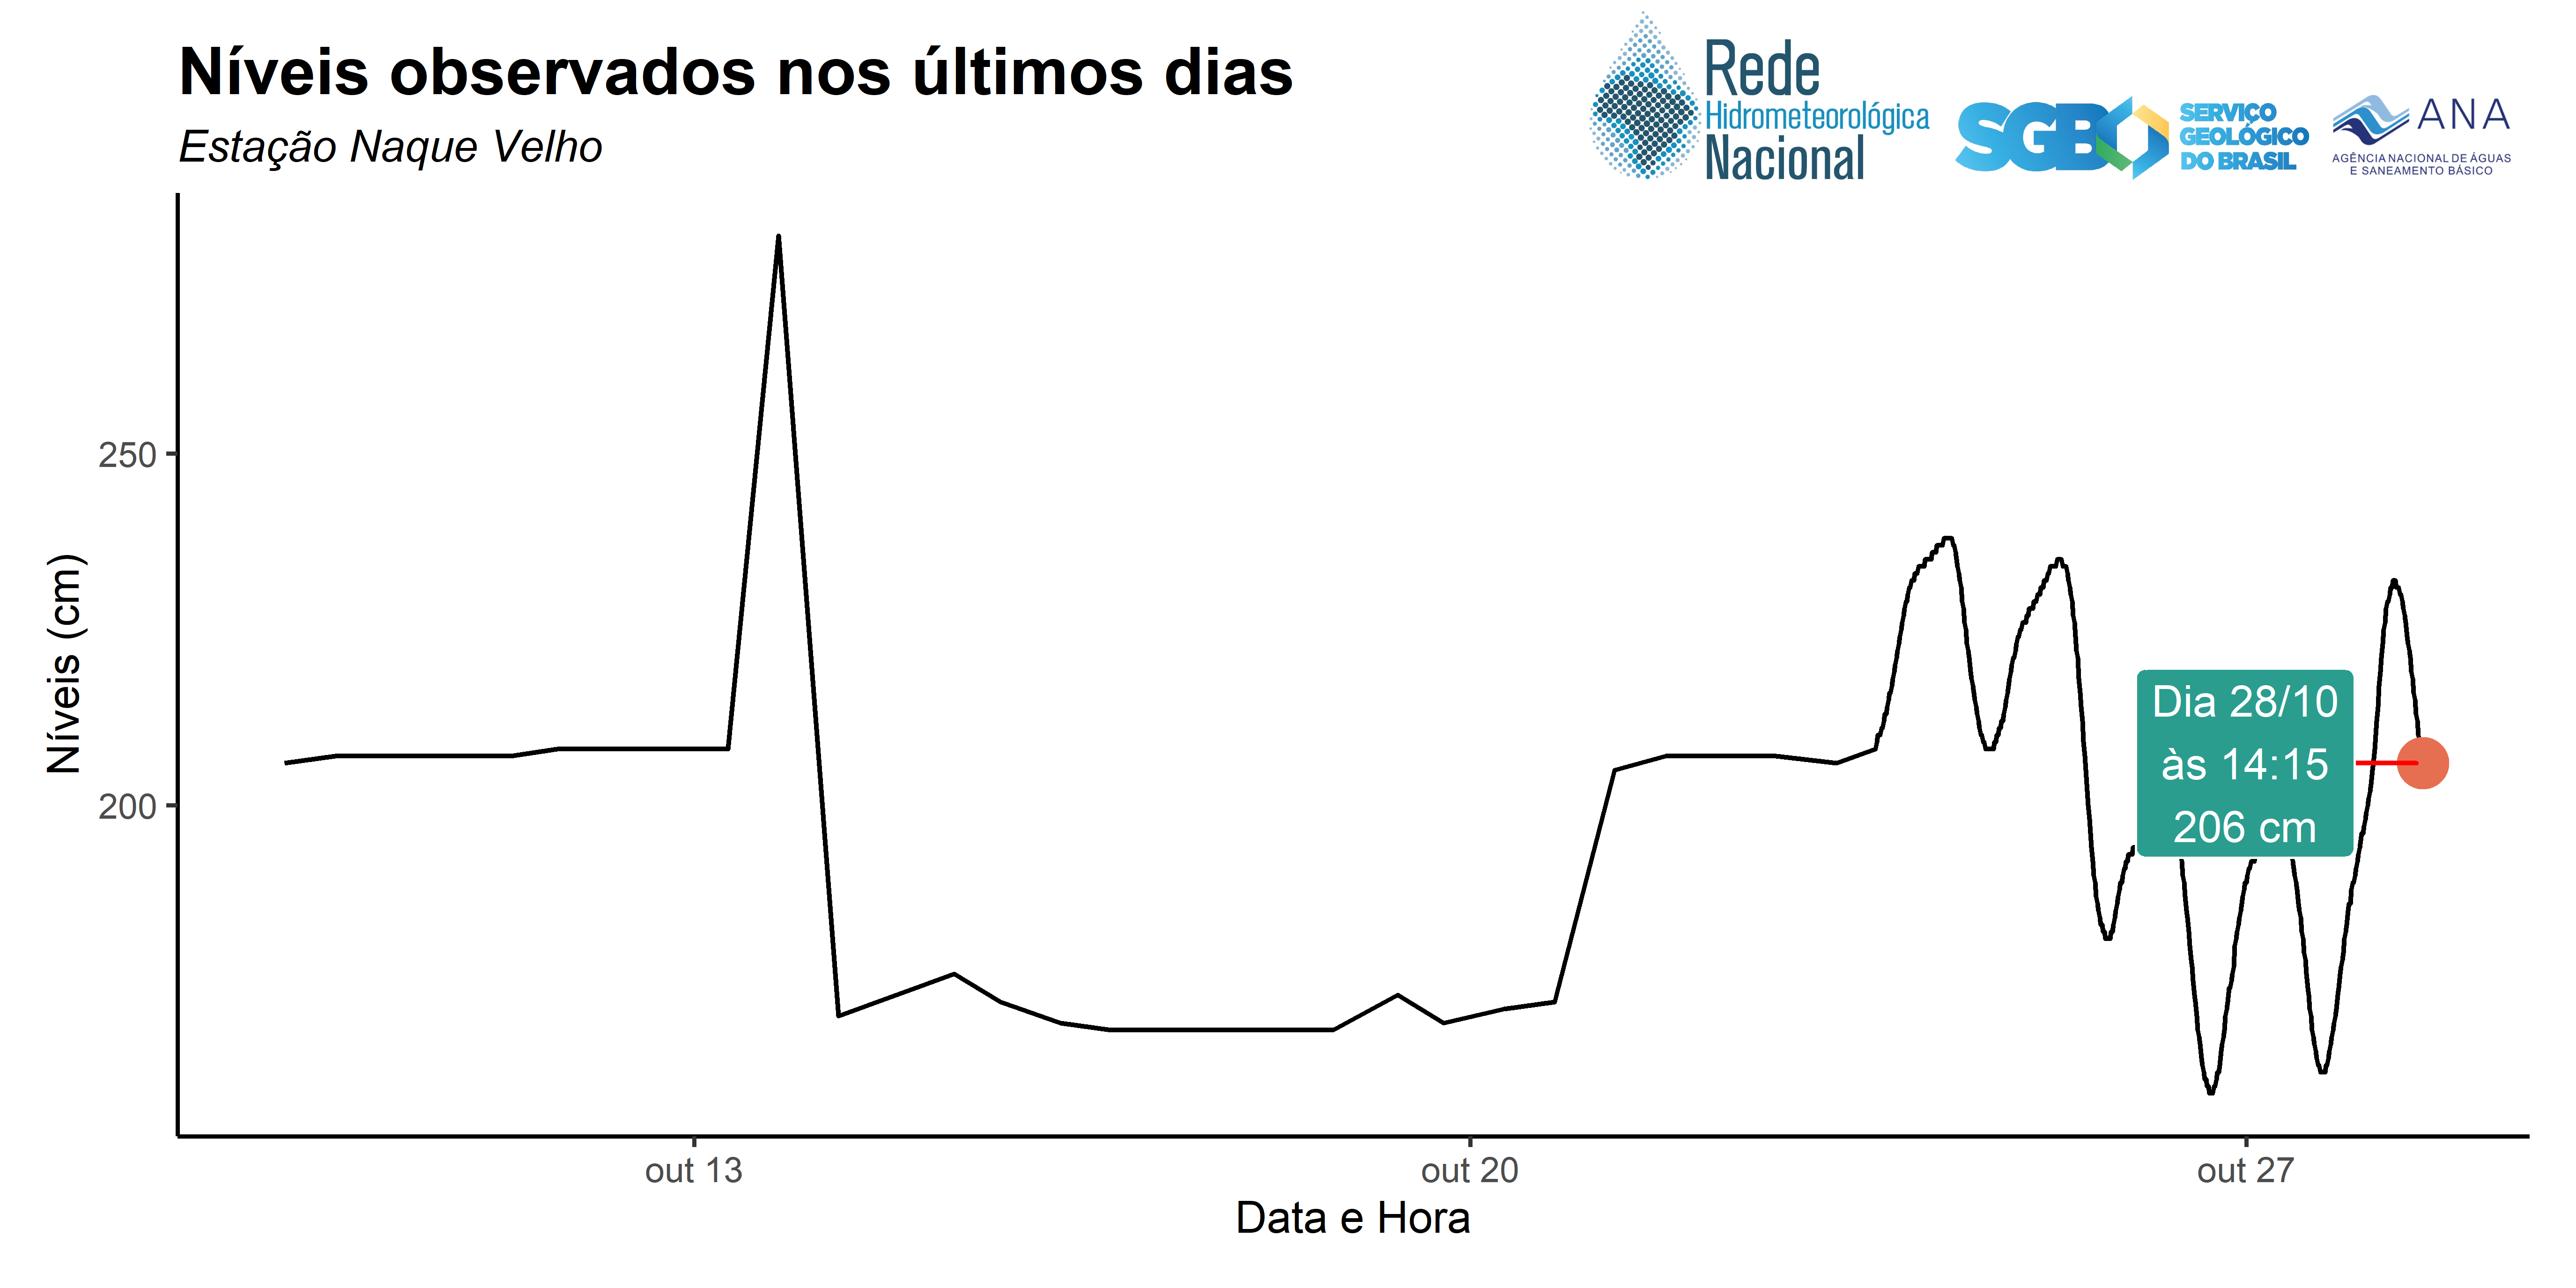 Níveis observados nos últimos dias
Estação Naque Velho
Rede
Hidrometeorológica
Nacional
SGB
SERVIÇO
GEOLÓGICO
DO BRASIL
ANA
AGÊNCIA NACIONAL DE ÁGUAS
E SANEAMENTO BÁSICO
Níveis (cm)
250
200
Dia 28/10
às 14:15
206 cm
out 13
out 20
out 27
Data e Hora